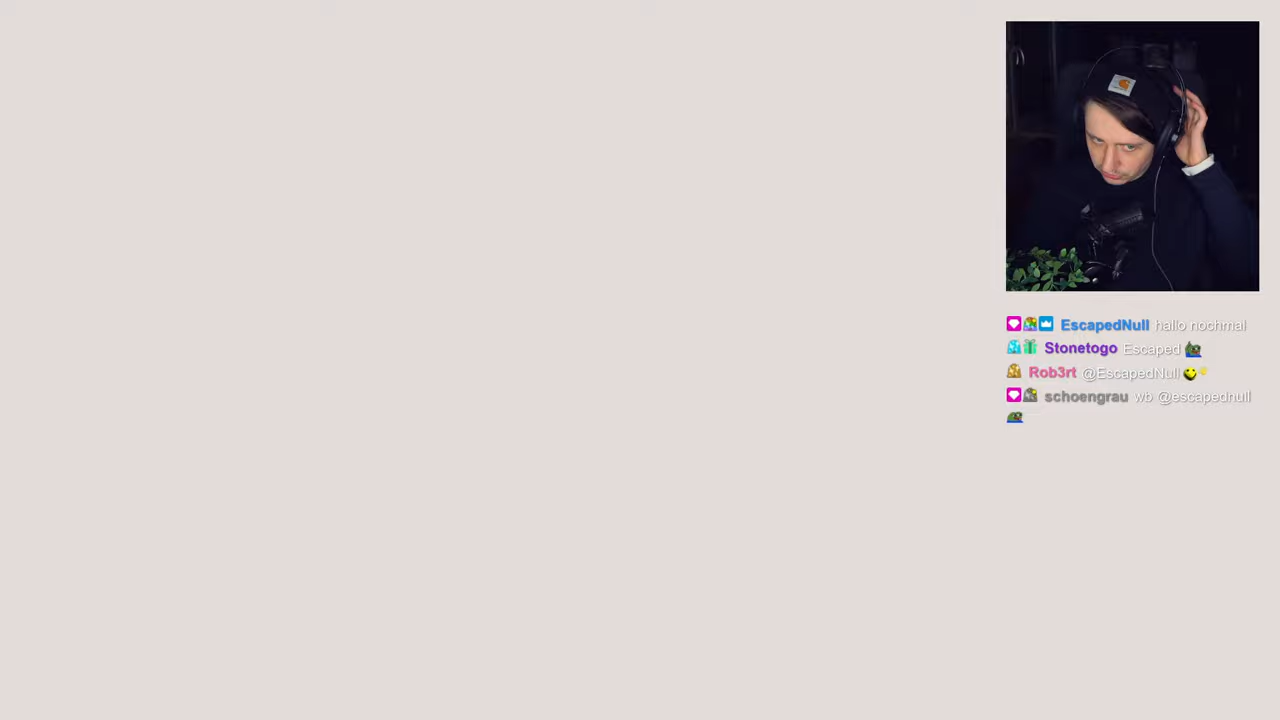 EscapedNull hallo nochmal
Stonetogo Escaped
Rob3rt @EscapedNull
schoengrau wb @escapednull